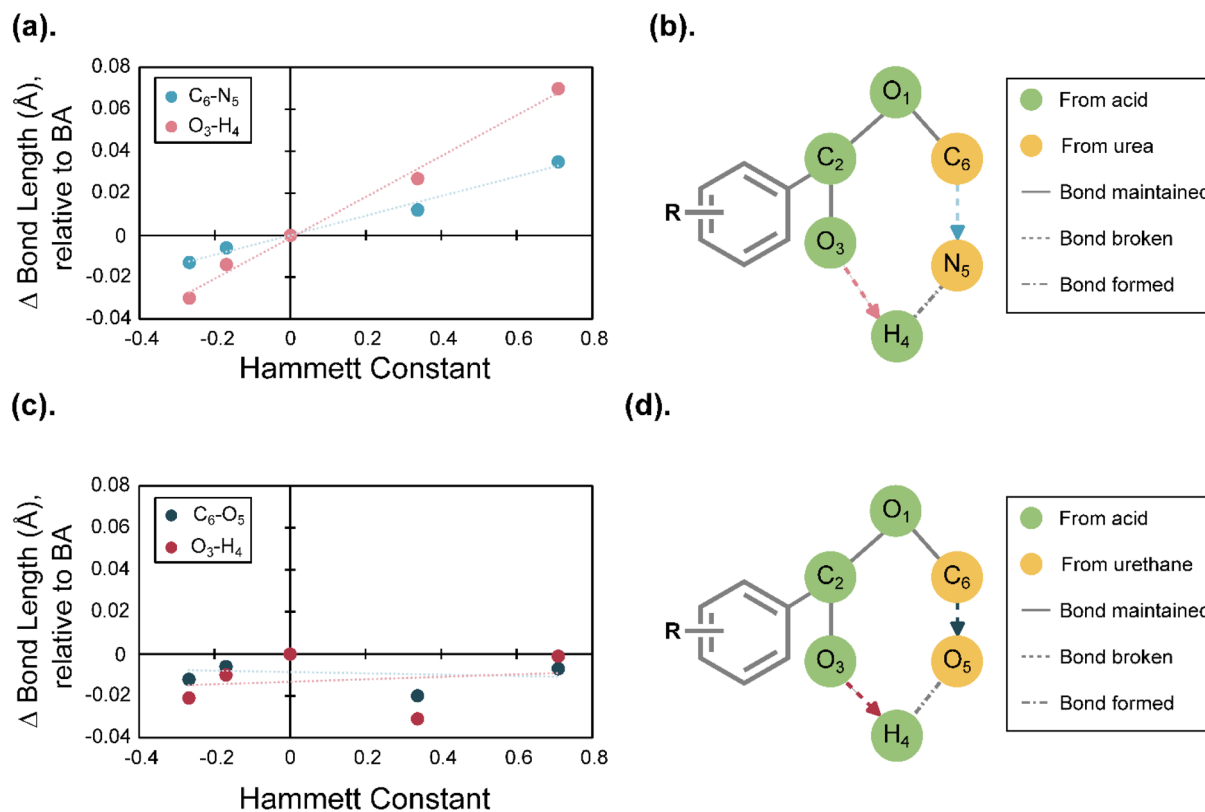 (a).
0.08
0.06
0.04
0.02
0
-0.02
-0.04
Δ Bond Length (Å),
relative to BA
C6-N5
O3-H4
-0.4
-0.2
0
0.2
0.4
0.6
0.8
Hammett Constant
(b).
O1
C2
C6
O3
N5
H4
R
From acid
From urea
Bond maintained
Bond broken
Bond formed
(c).
0.08
0.06
0.04
0.02
0
-0.02
-0.04
Δ Bond Length (Å),
relative to BA
C6-O5
O3-H4
-0.4
-0.2
0
0.2
0.4
0.6
0.8
Hammett Constant
(d).
O1
C2
C6
O3
O5
H4
R
From acid
From urethane
Bond maintained
Bond broken
Bond formed